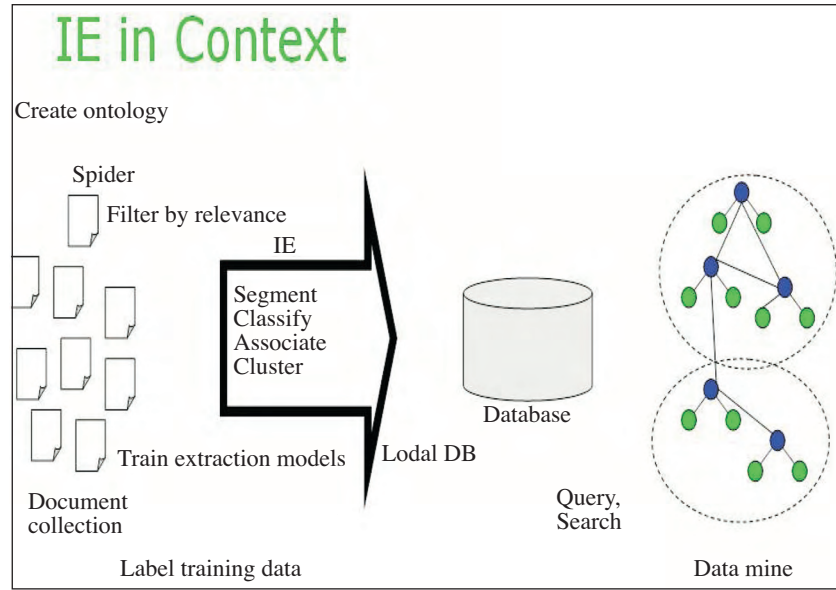 IE in Context
Create ontology
Spider
Filter by relevance
IE
Segment
Classify
Associate
Cluster
Database
Train extraction models
Lodal DB
Document
collection
Query,
Search
Label training data
Data mine